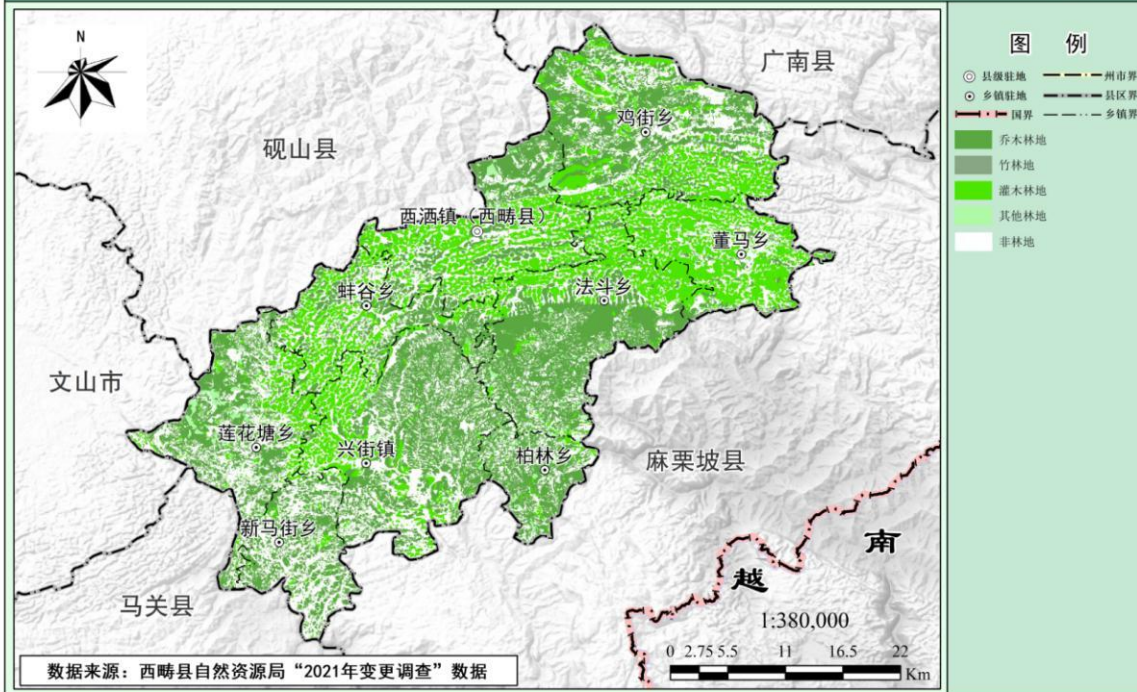 N
广南县
鸡街乡
砚山县
西洒镇（西畴县）
董马乡
蚌谷乡
法斗乡
文山市
莲花塘乡
兴街镇
柏林乡
麻栗坡县
新马街乡
南
越
马关县
1:380,000
0 2.75 5.5 11 16.5 22
Km
数据来源：西畴县自然资源局“2021年变更调查”数据
图 例
县级驻地 州市界
乡镇驻地 县区界
国界 乡镇界
乔木林地
竹林地
灌木林地
其他林地
非林地